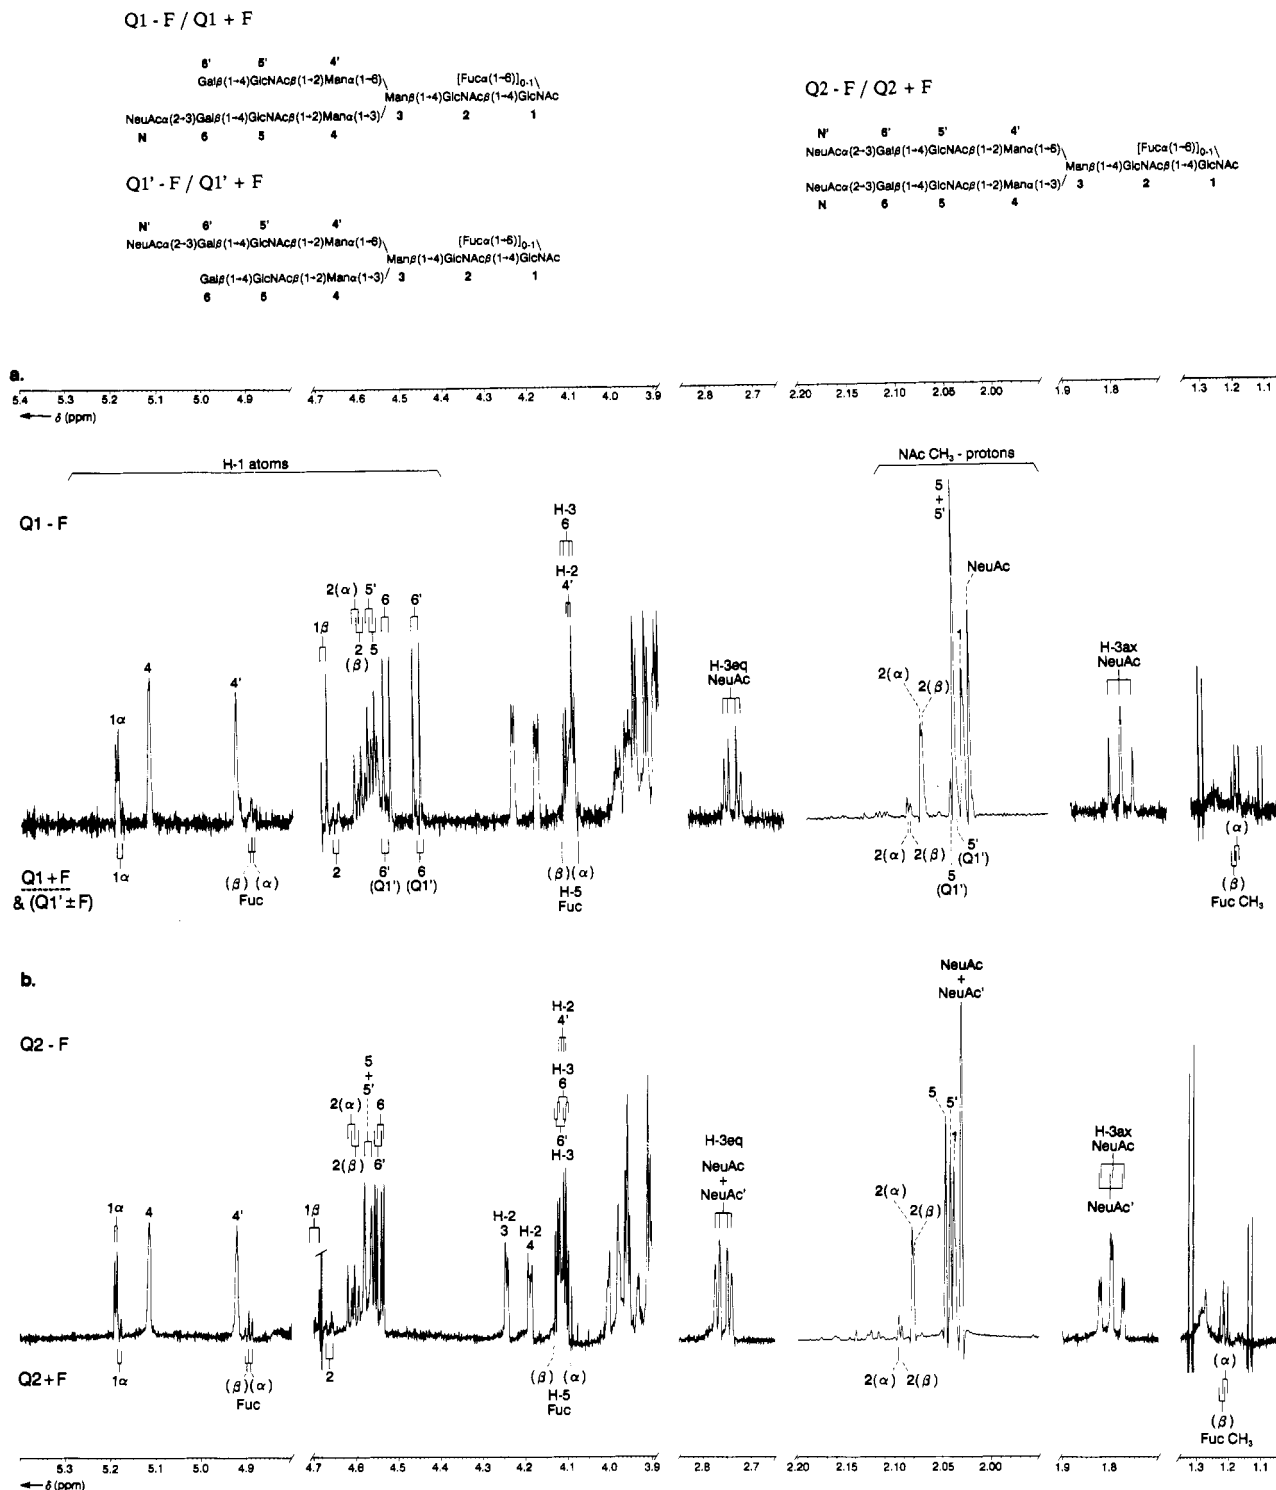 Q1 - F / Q1 + F
6' 5' 4'
Galβ(1→4)GlcNAcβ(1→2)Manα(1→6) [Fucα(1→6)]0-1
Manβ(1→4)GlcNAcβ(1→4)GlcNAc
NeuAcα(2→3)Galβ(1→4)GlcNAcβ(1→2)Manα(1→3) 3 2 1
N 6 5 4
Q1' - F / Q1' + F
N' 6' 5' 4'
NeuAcα(2→3)Galβ(1→4)GlcNAcβ(1→2)Manα(1→6) [Fucα(1→6)]0-1
Manβ(1→4)GlcNAcβ(1→4)GlcNAc
Galβ(1→4)GlcNAcβ(1→2)Manα(1→3) 3 2 1
6 5 4
Q2 - F / Q2 + F
N' 6' 5' 4'
NeuAcα(2→3)Galβ(1→4)GlcNAcβ(1→2)Manα(1→6) [Fucα(1→6)]0-1
Manβ(1→4)GlcNAcβ(1→4)GlcNAc
NeuAcα(2→3)Galβ(1→4)GlcNAcβ(1→2)Manα(1→3) 3 2 1
N 6 5 4
a.
5.4 5.3 5.2 5.1 5.0 4.9 4.7 4.6 4.5 4.4 4.3 4.2 4.1 4.0 3.9 2.8 2.7 2.20 2.10 2.05 2.00 1.9 1.8 1.3 1.2 1.1
← δ (ppm)
H-1 atoms
NAc CH₃ - protons
Q1 - F
5
+
5'
H-3
6
H-2
4'
NeuAc
2(α) 5' 6 6'
1β
2 5
(β)
4
4'
1α
H-3eq
NeuAc
1
2(α) 2(β)
H-3ax
NeuAc
Q1 + F
& (Q1' ± F)
1α
(β) (α)
Fuc
2
6'
(Q1')
6
(Q1')
(β) (α)
H-5
Fuc
2(α) 2(β)
5'
(Q1')
5
(Q1')
(α)
(β)
Fuc CH₃
b.
Q2 - F
NeuAc
+
NeuAc'
H-2
4'
H-3
6
6'
H-3
5
+
5'
2(α) 6
2(β) 6'
1α
4
4'
1β
H-2
3
H-2
4
H-3eq
NeuAc
+
NeuAc'
5 5'
1
2(α) 2(β)
H-3ax
NeuAc
NeuAc'
Q2 + F
1α
(β) (α)
Fuc
2
(β) (α)
H-5
Fuc
2(α) 2(β)
(α)
(β)
Fuc CH₃
5.3 5.2 5.1 5.0 4.9 4.7 4.6 4.5 4.4 4.3 4.2 4.1 4.0 3.9 2.8 2.7 2.20 2.10 2.05 2.00 1.9 1.8 1.3 1.2 1.1
← δ (ppm)